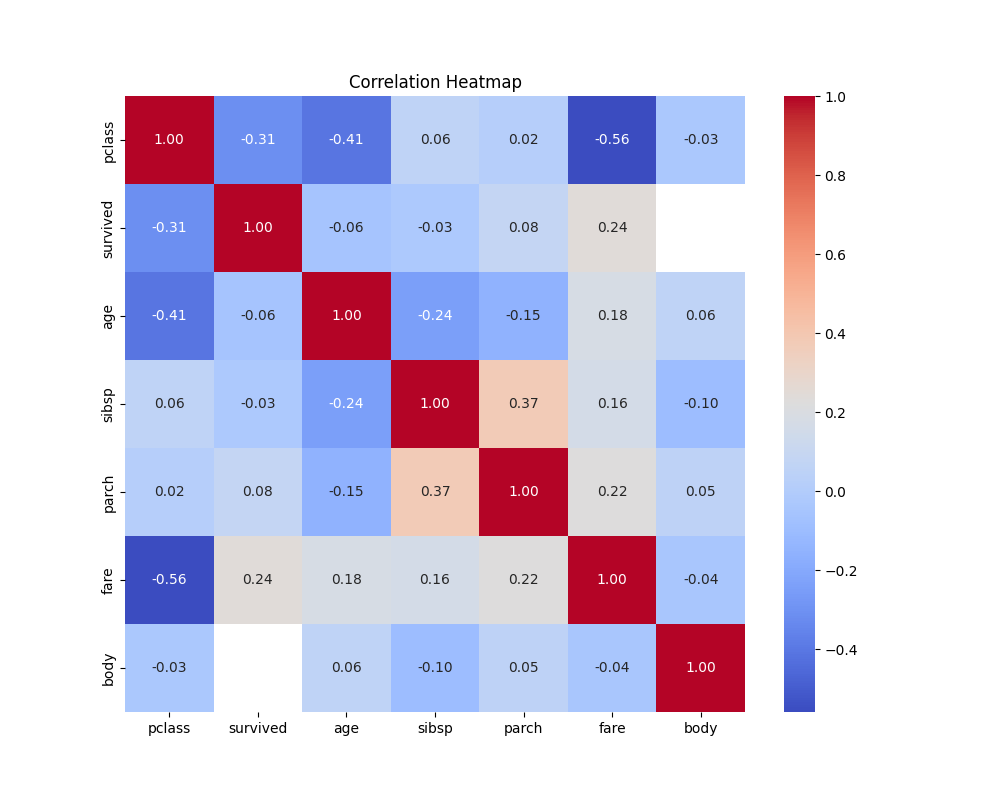 Correlation Heatmap
pclass 1.00 -0.31 -0.41 0.06 0.02 -0.56 -0.03
survived -0.31 1.00 -0.06 -0.03 0.08 0.24
age -0.41 -0.06 1.00 -0.24 -0.15 0.18 0.06
sibsp 0.06 -0.03 -0.24 1.00 0.37 0.16 -0.10
parch 0.02 0.08 -0.15 0.37 1.00 0.22 0.05
fare -0.56 0.24 0.18 0.16 0.22 1.00 -0.04
body -0.03 0.06 -0.10 0.05 -0.04 1.00
pclass survived age sibsp parch fare body
1.0
0.8
0.6
0.4
0.2
0.0
−0.2
−0.4